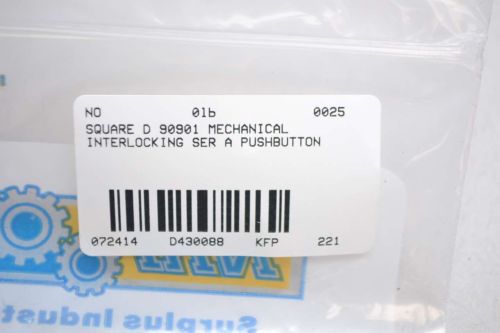 NO 01b 0025
SQUARE D 90901 MECHANICAL
INTERLOCKING SER A PUSHBUTTON
072414 D430088 KFP 221
Surplus Indust